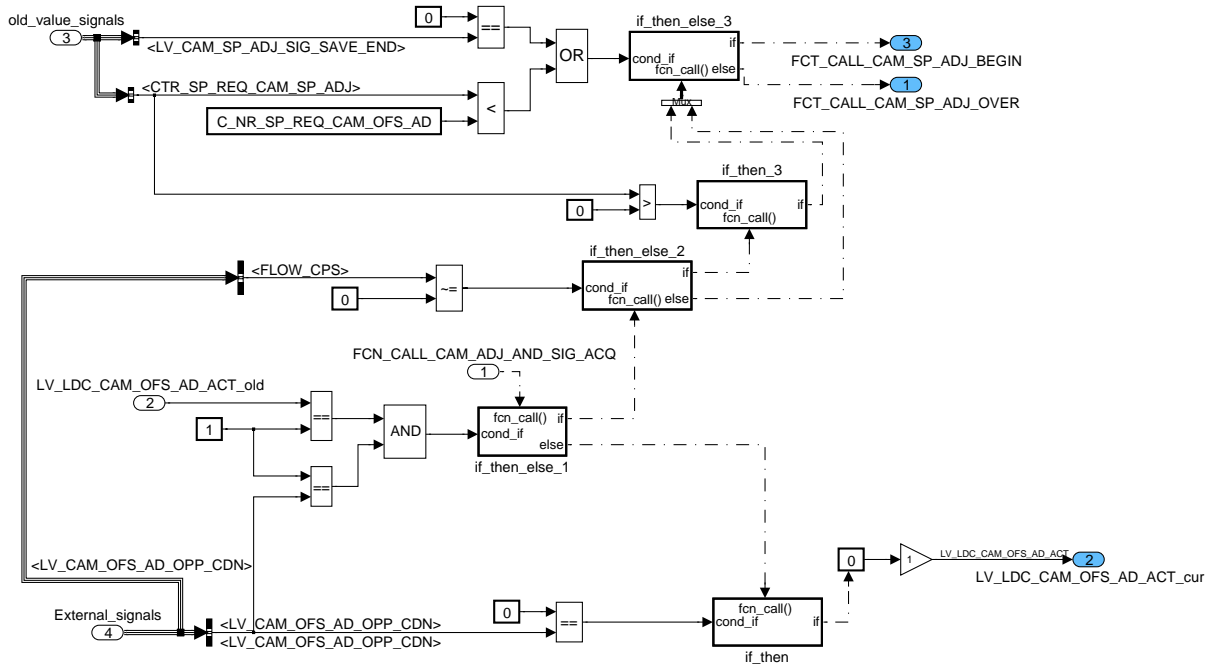 old_value_signals
3
0
==
<LV_CAM_SP_ADJ_SIG_SAVE_END>
OR
if_then_else_3
cond_if
fcn_call()
if
else
3
FCT_CALL_CAM_SP_ADJ_BEGIN
1
FCT_CALL_CAM_SP_ADJ_OVER
<CTR_SP_REQ_CAM_SP_ADJ>
C_NR_SP_REQ_CAM_OFS_AD
<
Mux
if_then_3
cond_if
if
fcn_call()
>
0
if_then_else_2
if
cond_if
fcn_call()
else
<FLOW_CPS>
0
~=
FCN_CALL_CAM_ADJ_AND_SIG_ACQ
1
LV_LDC_CAM_OFS_AD_ACT_old
2
1
==
==
AND
fcn_call()
if
cond_if
else
if_then_else_1
<LV_CAM_OFS_AD_OPP_CDN>
External_signals
4
<LV_CAM_OFS_AD_OPP_CDN>
<LV_CAM_OFS_AD_OPP_CDN>
0
==
fcn_call()
cond_if
if
if_then
0
1
LV_LDC_CAM_OFS_AD_ACT
2
LV_LDC_CAM_OFS_AD_ACT_cur